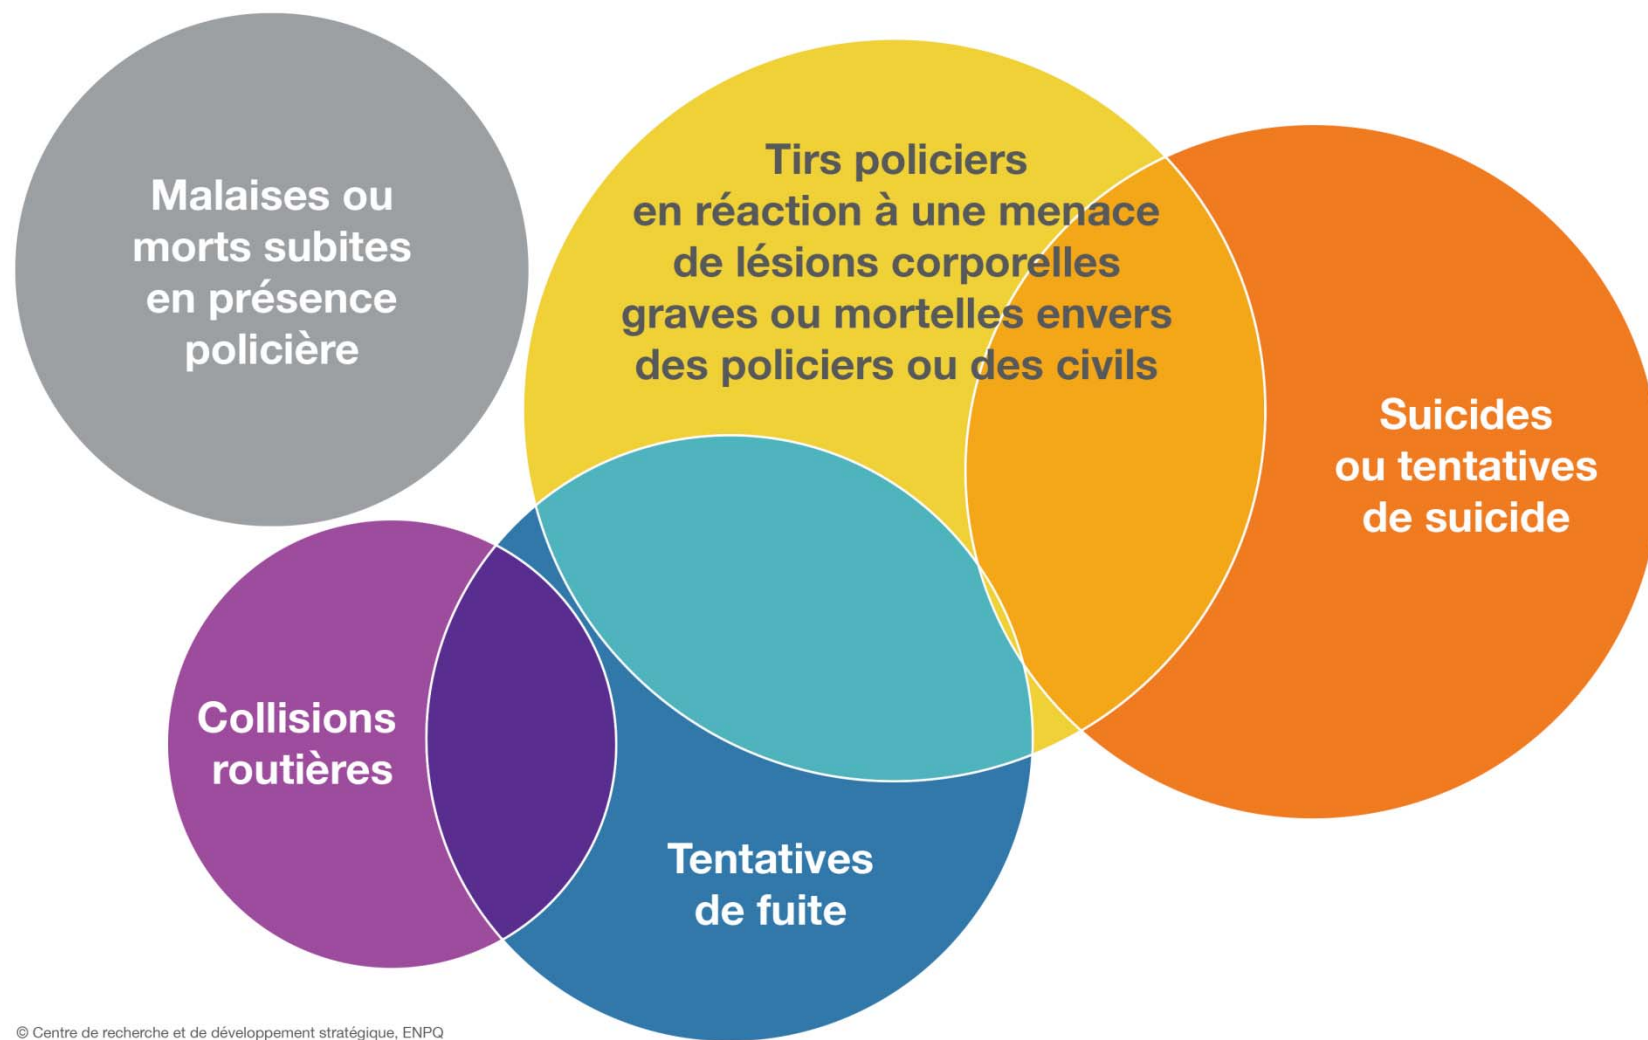 Malaises ou
morts subites
en présence
policière
Tirs policiers
en réaction à une menace
de lésions corporelles
graves ou mortelles envers
des policiers ou des civils
Suicides
ou tentatives
de suicide
Collisions
routières
Tentatives
de fuite
© Centre de recherche et de développement stratégique, ENPQ